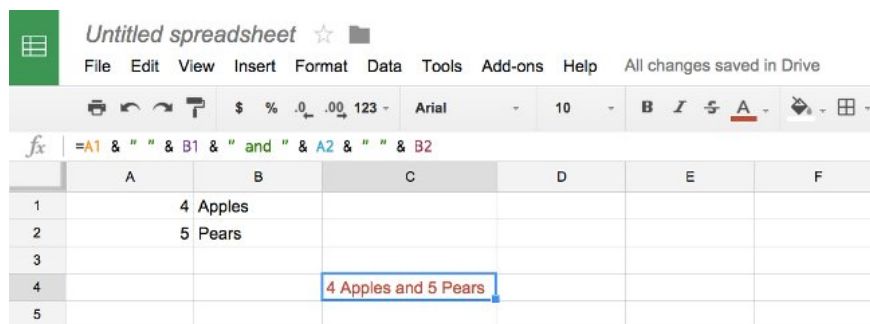 Untitled spreadsheet
File Edit View Insert Format Data Tools Add-ons Help All changes saved in Drive
$ % .0 .00 123 Arial 10 B I S A
fx =A1 & " " & B1 & " and " & A2 & " " & B2
A B C D E F
1 4 Apples
2 5 Pears
3
4 4 Apples and 5 Pears
5